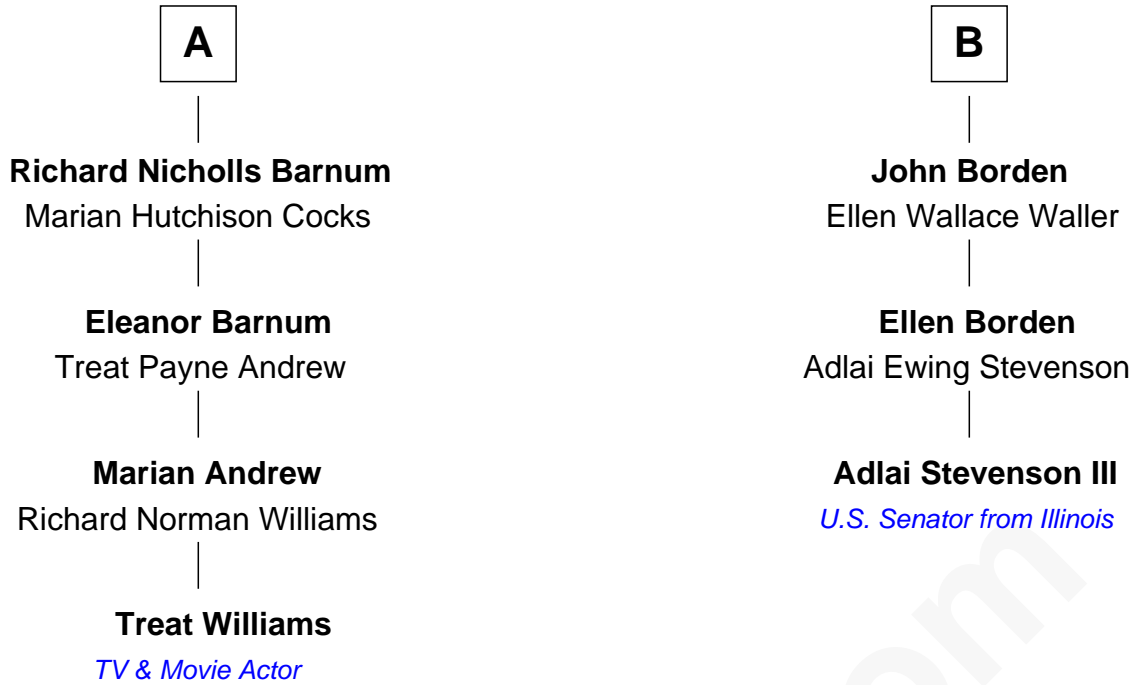 A
Richard Nicholls Barnum
Marian Hutchison Cocks
Eleanor Barnum
Treat Payne Andrew
Marian Andrew
Richard Norman Williams
Treat Williams
TV & Movie Actor
B
John Borden
Ellen Wallace Waller
Ellen Borden
Adlai Ewing Stevenson
Adlai Stevenson III
U.S. Senator from Illinois
om